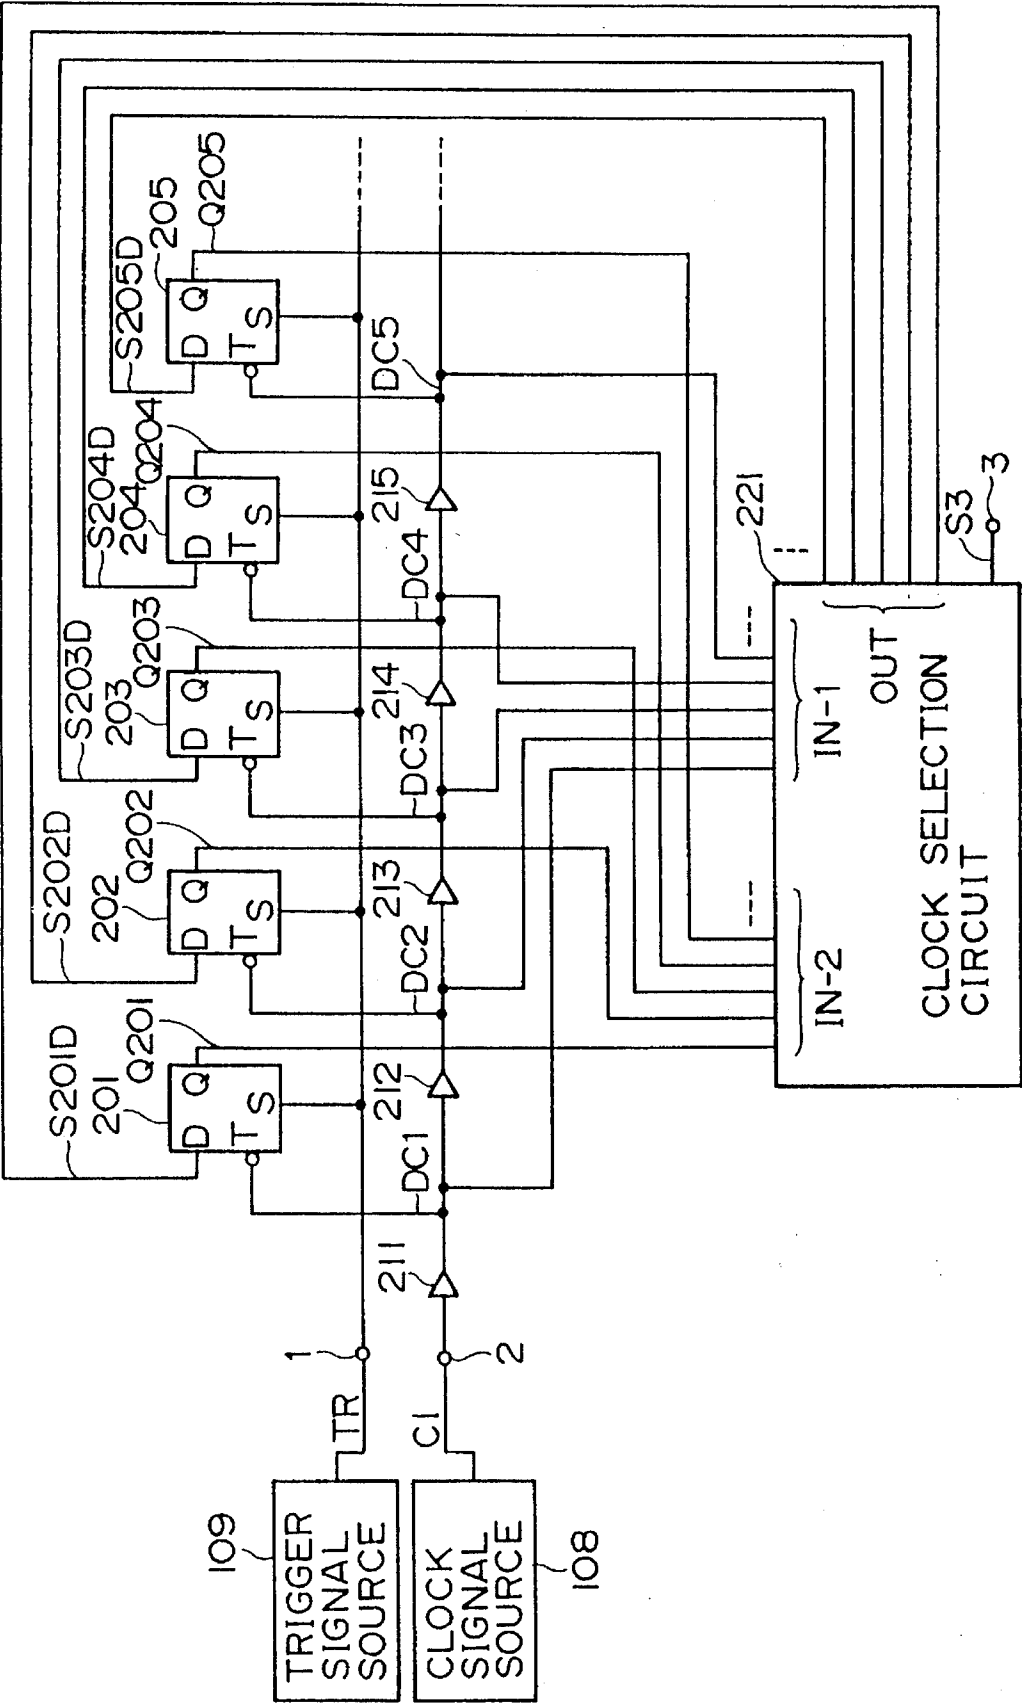 109
TRIGGER
SIGNAL
SOURCE
TR
1
CLOCK
SIGNAL
SOURCE
108
C1
2
211
212
213
214
215
DC1
DC2
DC3
DC4
DC5
S201D
201
Q201
D Q
T S
S202D
202
Q202
D Q
T S
S203D
203
Q203
D Q
T S
S204D
204
Q204
D Q
T S
S205D
205
Q205
D Q
T S
221
IN-2
IN-1
OUT
CLOCK SELECTION
CIRCUIT
S3
3